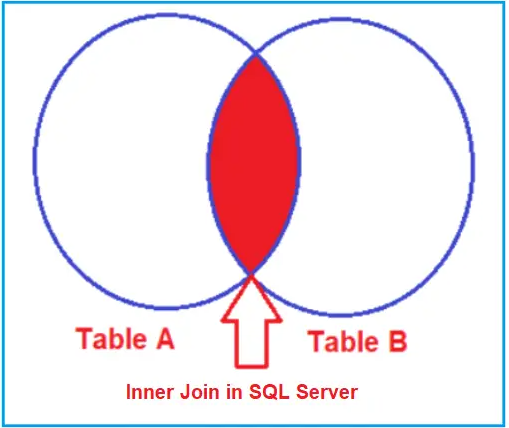 Table A
Table B
Inner Join in SQL Server